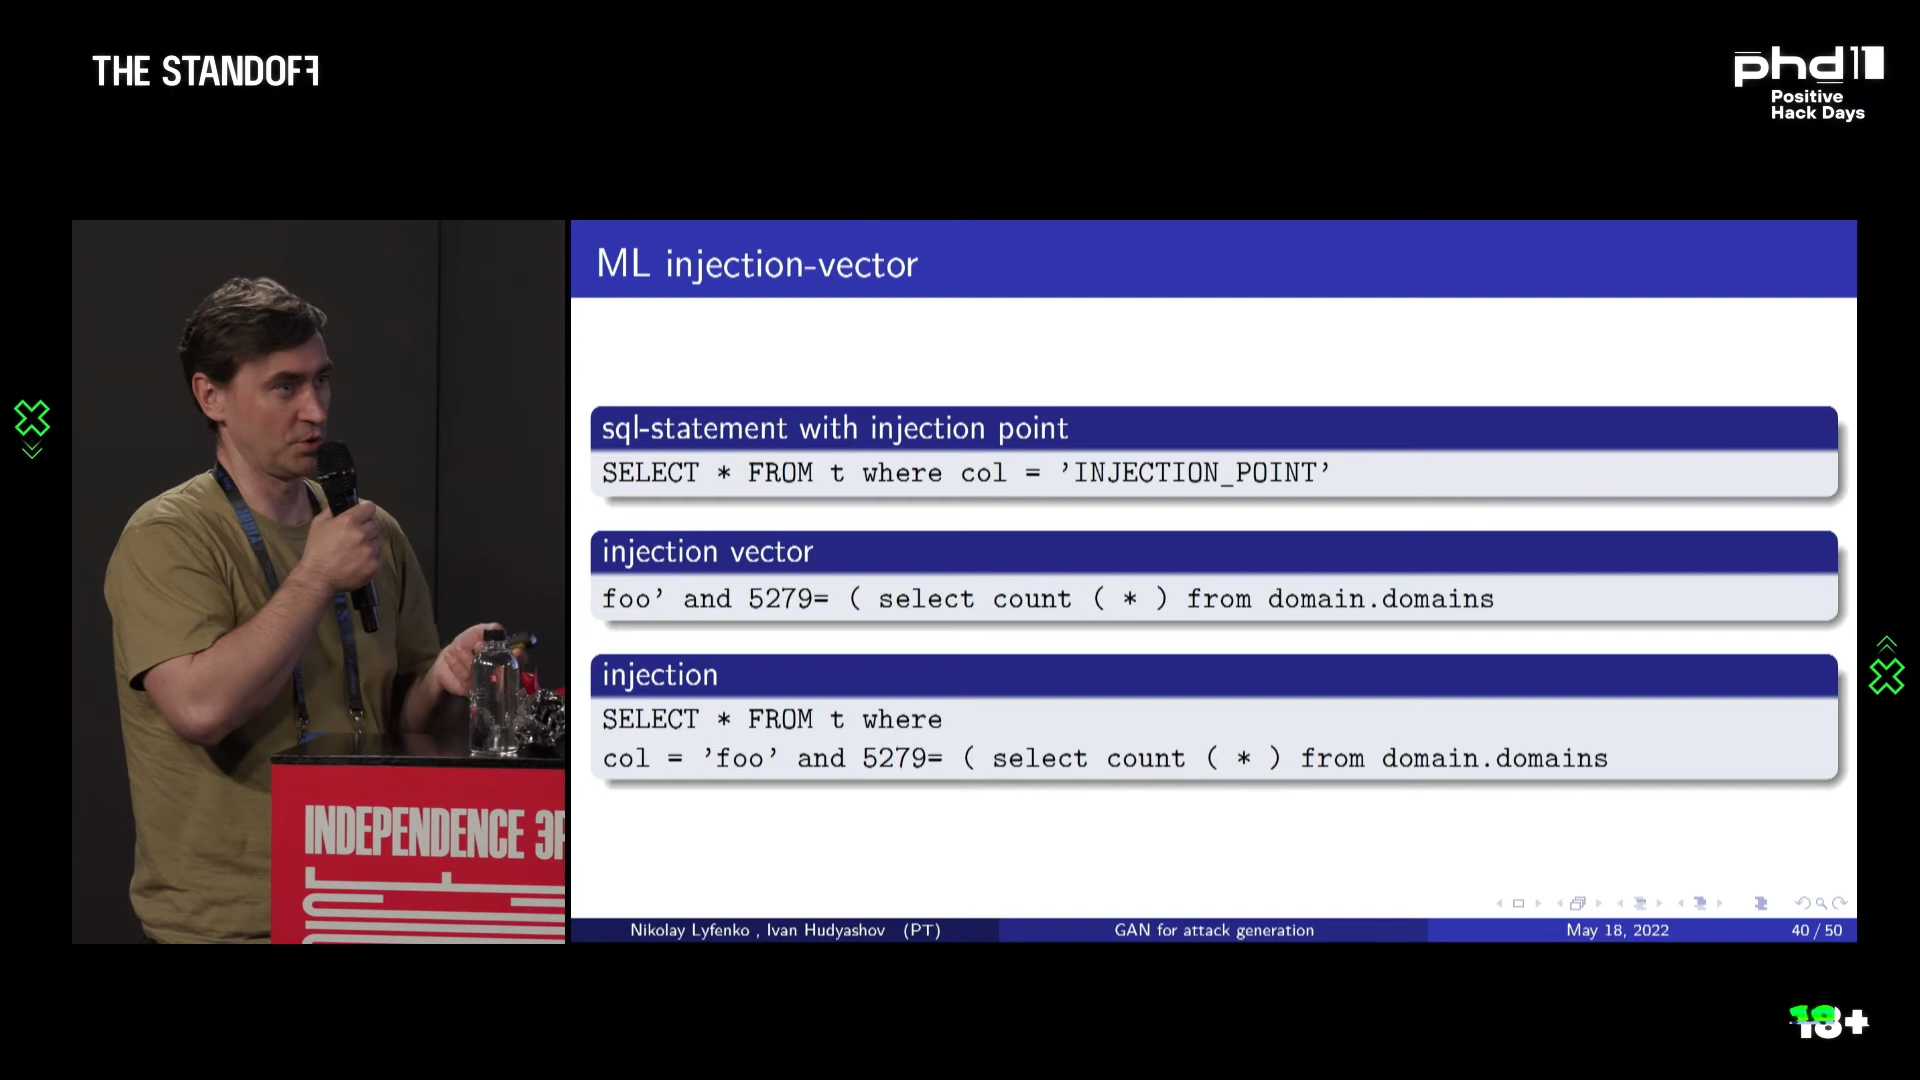 THE STANDOFF
phd11
Positive
Hack Days
ML injection-vector
sql-statement with injection point
SELECT * FROM t where col = ’INJECTION_POINT’
injection vector
foo’ and 5279= ( select count ( * ) from domain.domains
injection
SELECT * FROM t where
col = ’foo’ and 5279= ( select count ( * ) from domain.domains
INDEPENDENCE
Nikolay Lyfenko , Ivan Hudyashov (PT)
GAN for attack generation
May 18, 2022
40 / 50
18+